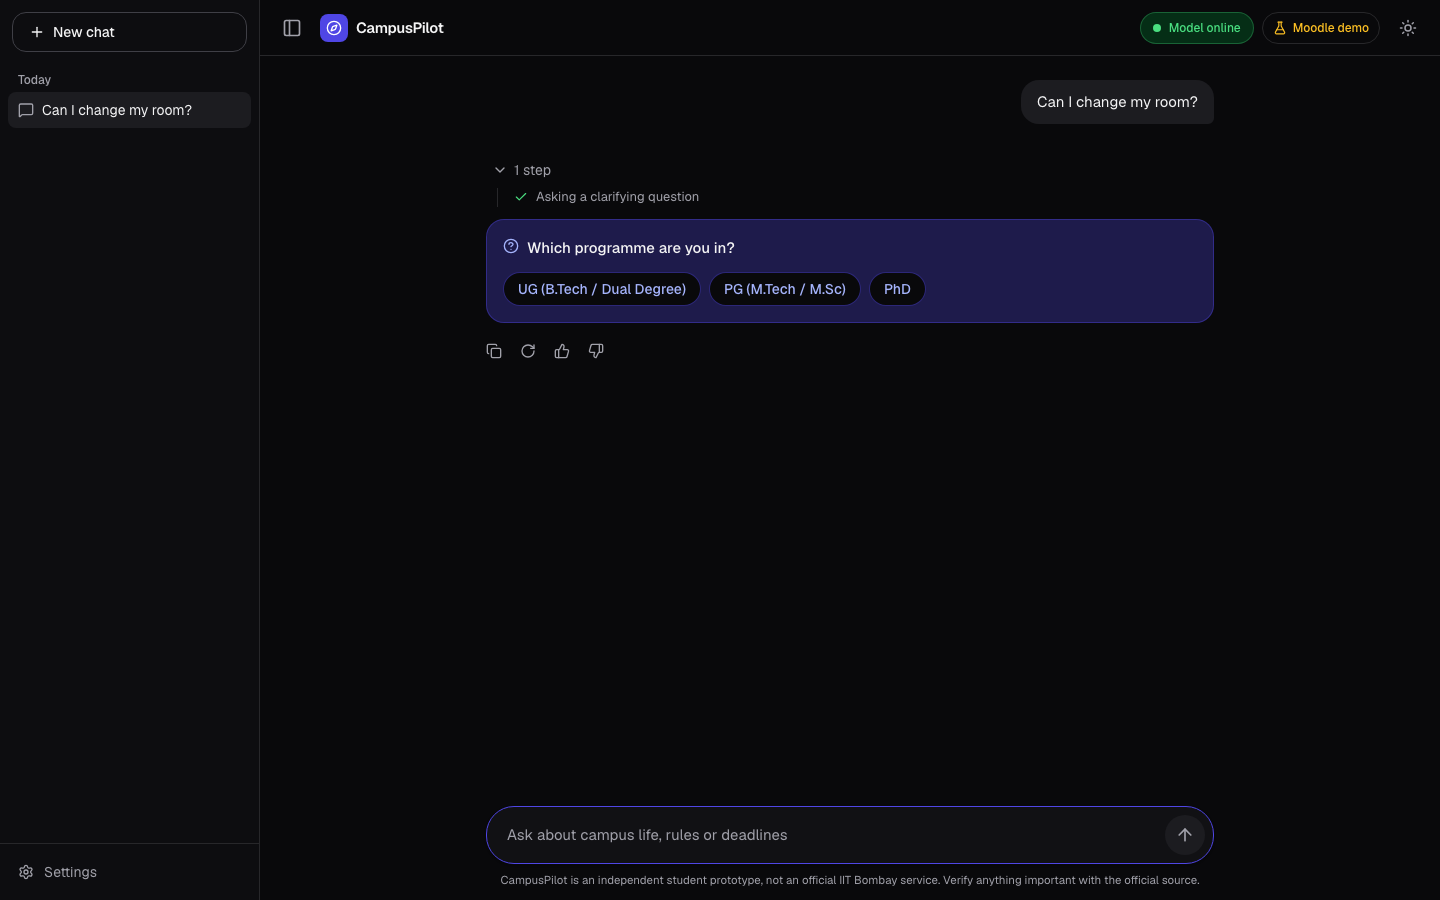 New chat
Today
Can I change my room?
Settings
CampusPilot
Model online
Moodle demo
Can I change my room?
1 step
Asking a clarifying question
Which programme are you in?
UG (B.Tech / Dual Degree)
PG (M.Tech / M.Sc)
PhD
Ask about campus life, rules or deadlines
CampusPilot is an independent student prototype, not an official IIT Bombay service. Verify anything important with the official source.